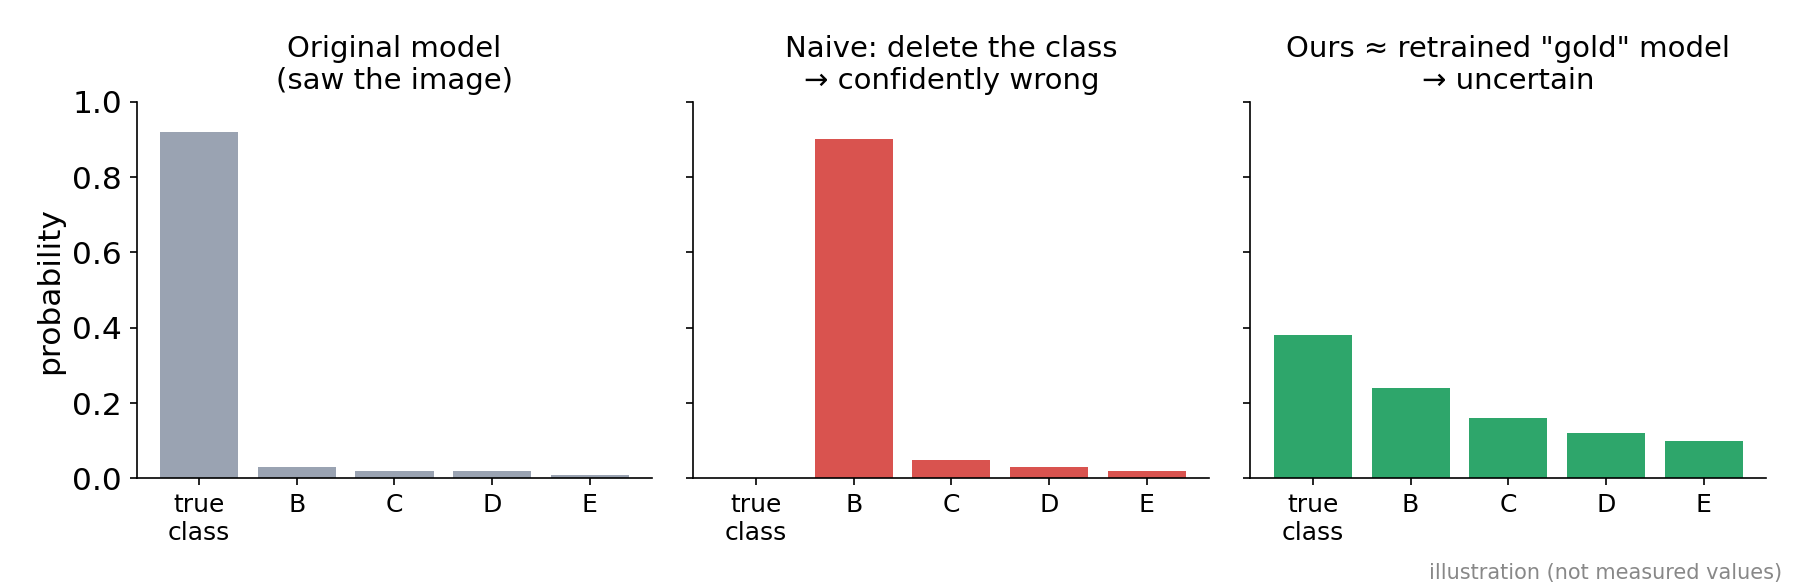 Original model
(saw the image)
Naive: delete the class
→ confidently wrong
Ours ≈ retrained "gold" model
→ uncertain
probability
1.0
0.8
0.6
0.4
0.2
0.0
true
class
B
C
D
E
true
class
B
C
D
E
true
class
B
C
D
E
illustration (not measured values)